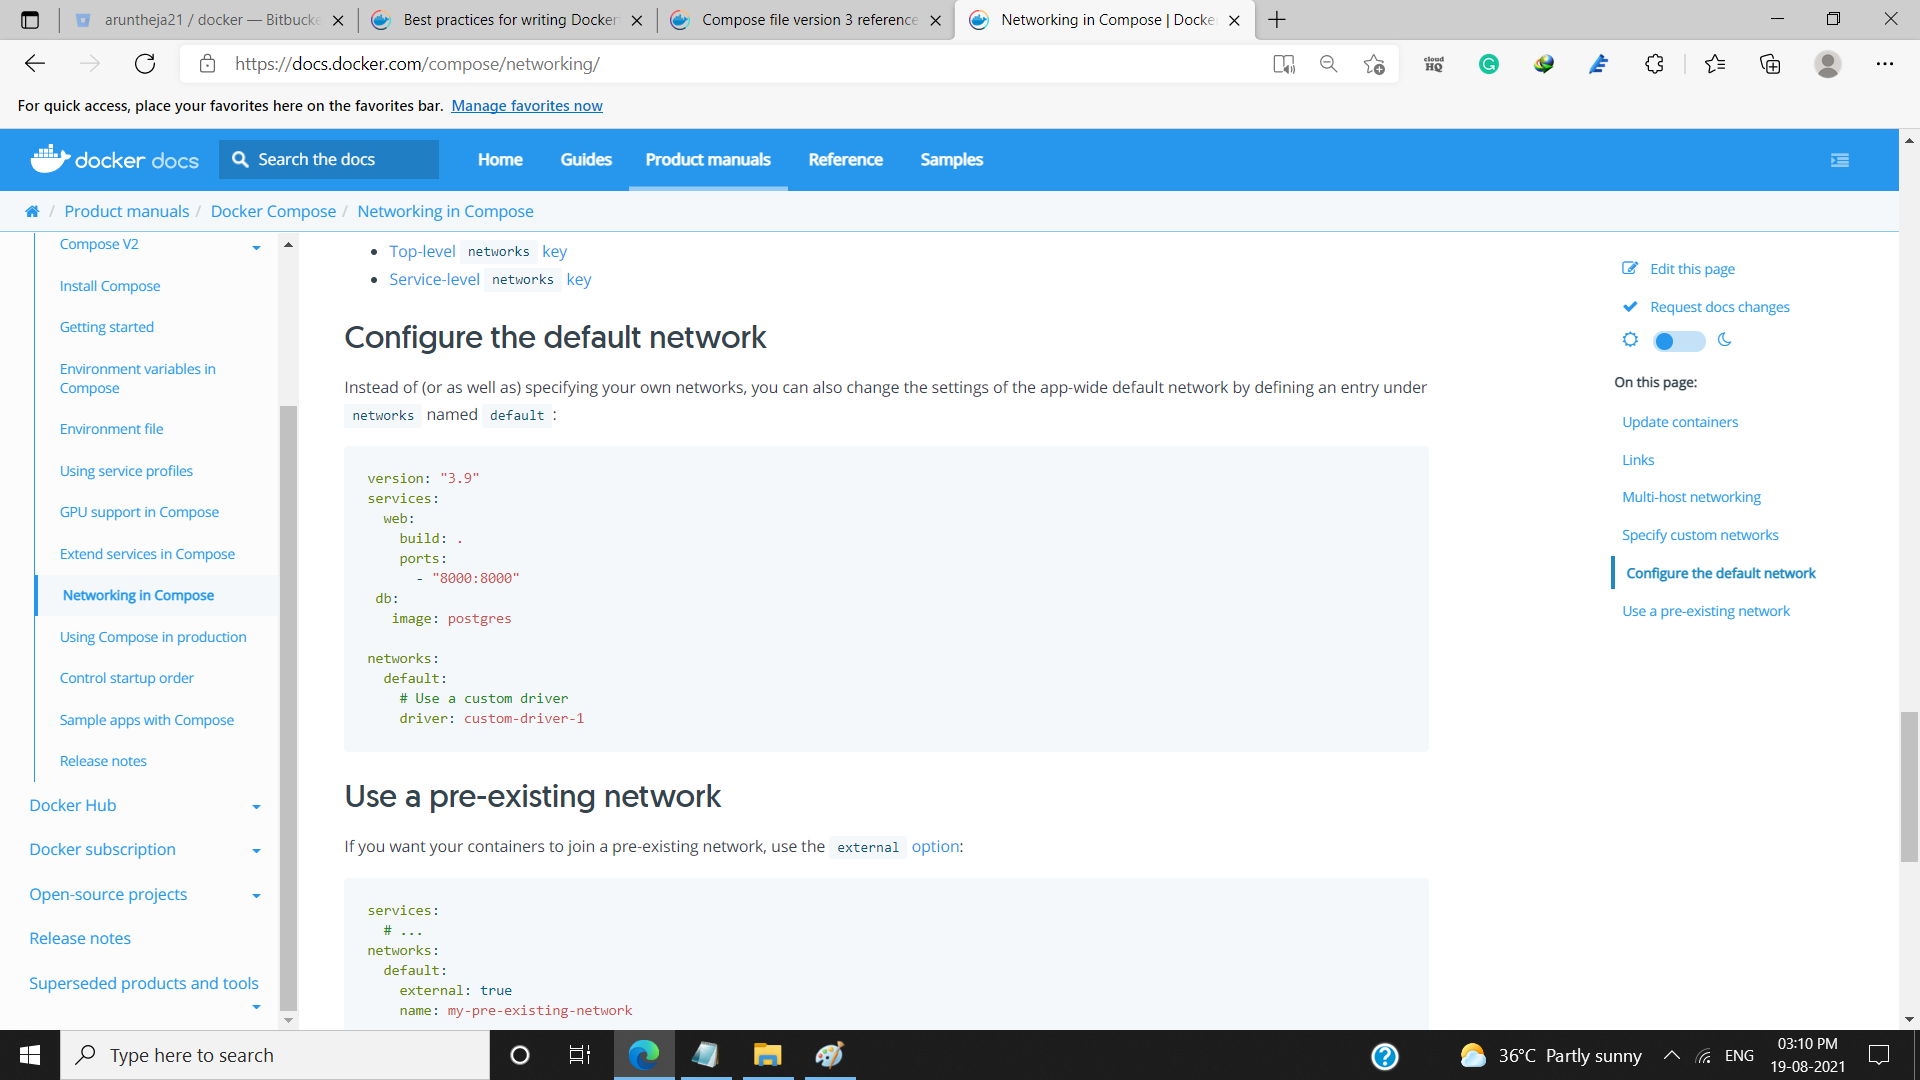 aruntheja21 / docker — Bitbucke
Best practices for writing Docker
Compose file version 3 reference
Networking in Compose | Docke
https://docs.docker.com/compose/networking/
cloud HQ
For quick access, place your favorites here on the favorites bar. Manage favorites now
docker docs
Search the docs
Home
Guides
Product manuals
Reference
Samples
/ Product manuals / Docker Compose / Networking in Compose
Compose V2
Install Compose
Getting started
Environment variables in
Compose
Environment file
Using service profiles
GPU support in Compose
Extend services in Compose
Networking in Compose
Using Compose in production
Control startup order
Sample apps with Compose
Release notes
Docker Hub
Docker subscription
Open-source projects
Release notes
Superseded products and tools
Top-level networks key
Service-level networks key
Configure the default network
Instead of (or as well as) specifying your own networks, you can also change the settings of the app-wide default network by defining an entry under
networks named default :
version: "3.9"
services:
  web:
    build: .
    ports:
      - "8000:8000"
 db:
   image: postgres
networks:
  default:
    # Use a custom driver
    driver: custom-driver-1
Use a pre-existing network
If you want your containers to join a pre-existing network, use the external option:
services:
  # ...
networks:
  default:
    external: true
    name: my-pre-existing-network
Edit this page
Request docs changes
On this page:
Update containers
Links
Multi-host networking
Specify custom networks
Configure the default network
Use a pre-existing network
Type here to search
36°C Partly sunny
ENG
03:10 PM
19-08-2021